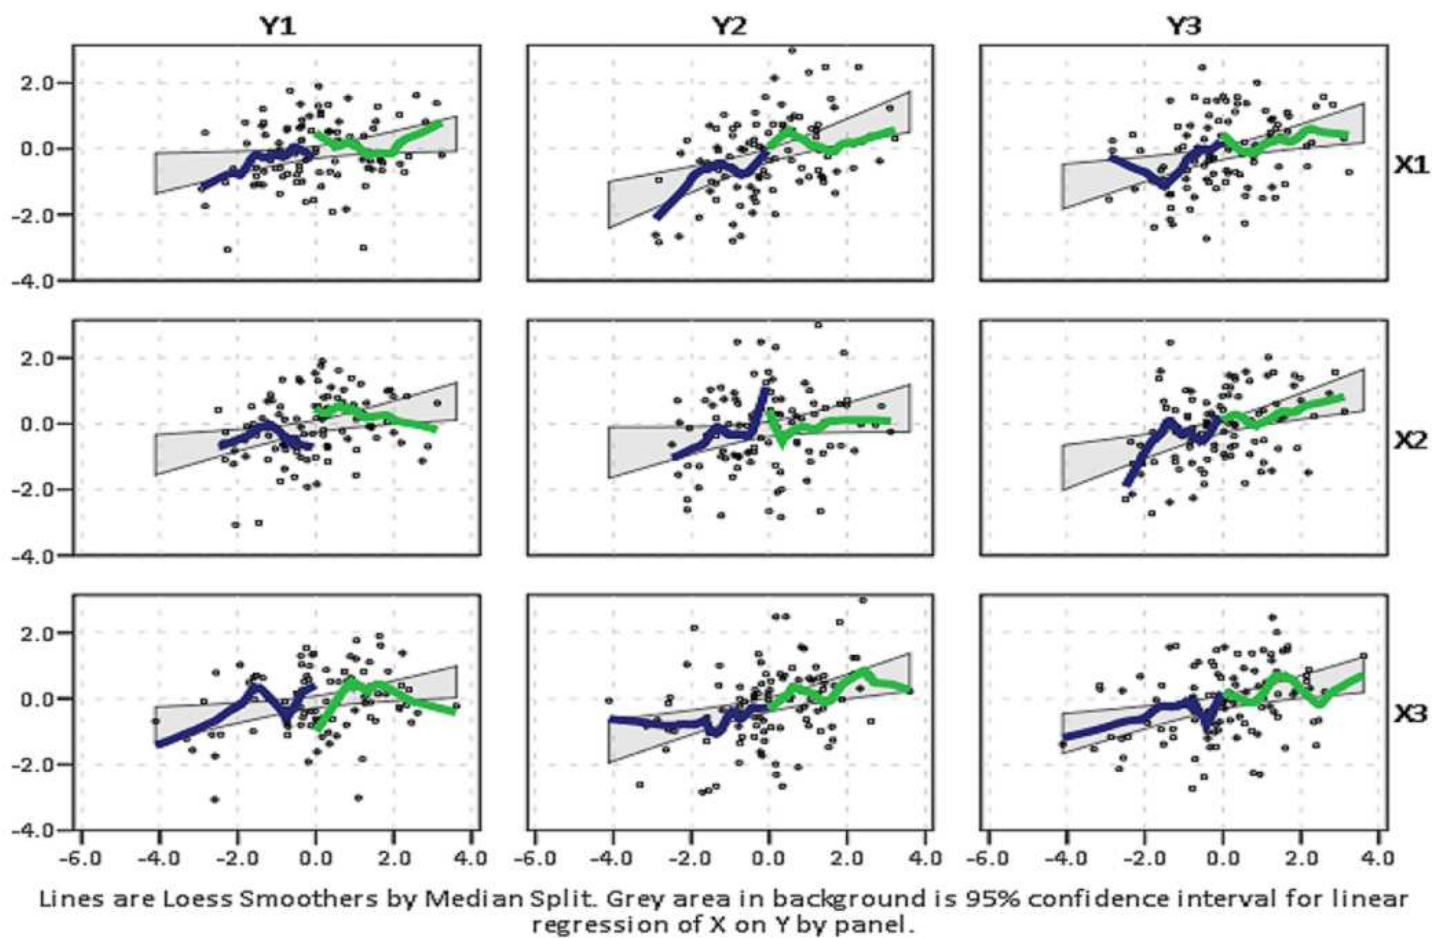 Y1 Y2 Y3
2.0
0.0
X1
-2.0
-4.0
2.0
0.0
X2
-2.0
-4.0
2.0
0.0
X3
-2.0
-4.0
-6.0 -4.0 -2.0 0.0 2.0 4.0 -6.0 -4.0 -2.0 0.0 2.0 4.0 -6.0 -4.0 -2.0 0.0 2.0 4.0
Lines are Loess Smoothers by Median Split. Grey area in background is 95% confidence interval for linear
regression of X on Y by panel.